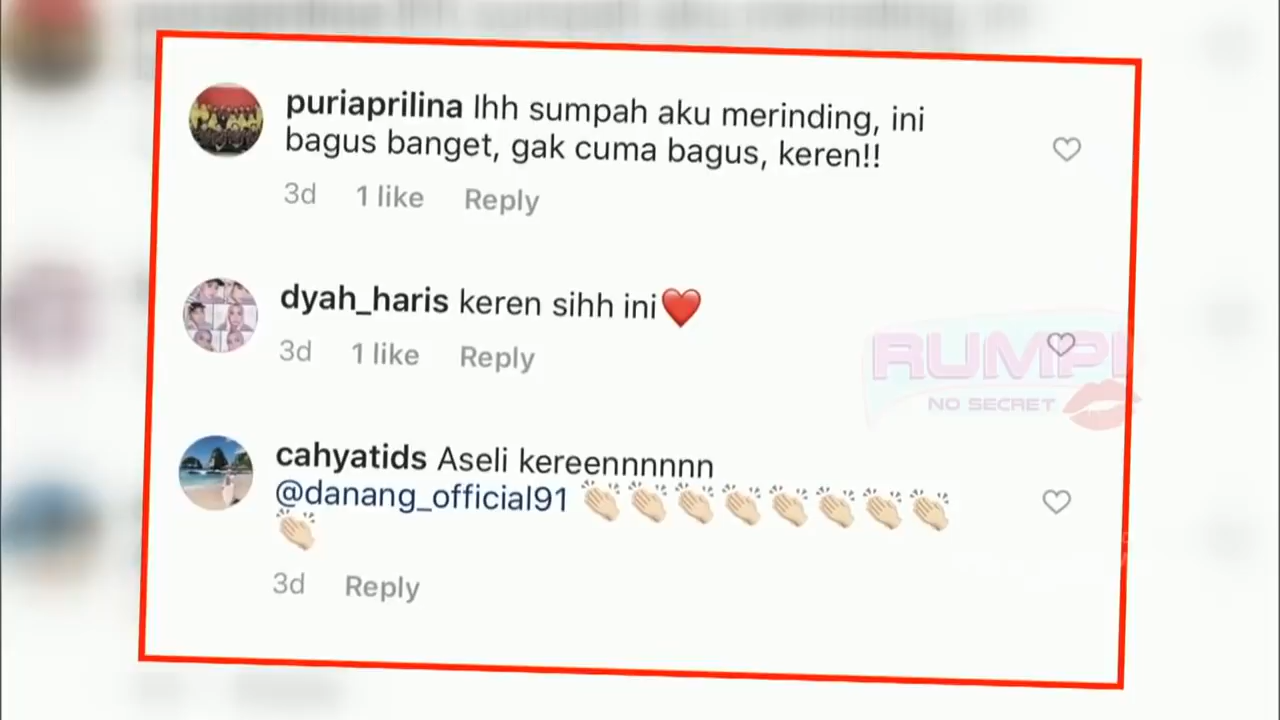 puriaprilina Ihh sumpah aku merinding, ini
bagus banget, gak cuma bagus, keren!!
3d 1 like Reply
dyah_haris keren sihh ini❤️
3d 1 like Reply
RUMPI
NO SECRET
cahyatids Aseli kereennnnnn
@danang_official91 👏🏻👏🏻👏🏻👏🏻👏🏻👏🏻👏🏻👏🏻
👏🏻
3d Reply